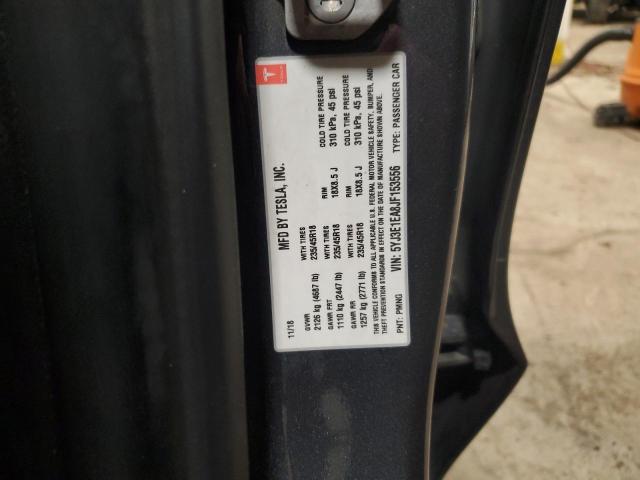 TESLA
11/18
MFD BY TESLA, INC.
GVWR WITH TIRES RIM COLD TIRE PRESSURE
2126 kg (4687 lb) 235/45R18 18X8.5 J 310 kPa, 45 psi
GAWR FRT WITH TIRES RIM COLD TIRE PRESSURE
1110 kg (2447 lb) 235/45R18 18X8.5 J 310 kPa, 45 psi
GAWR RR WITH TIRES
1257 kg (2771 lb) 235/45R18
THIS VEHICLE CONFORMS TO ALL APPLICABLE U.S. FEDERAL MOTOR VEHICLE SAFETY, BUMPER, AND
THEFT PREVENTION STANDARDS IN EFFECT ON THE DATE OF MANUFACTURE SHOWN ABOVE.
VIN: 5YJ3E1EA8JF153556 TYPE: PASSENGER CAR
PNT: PMNG